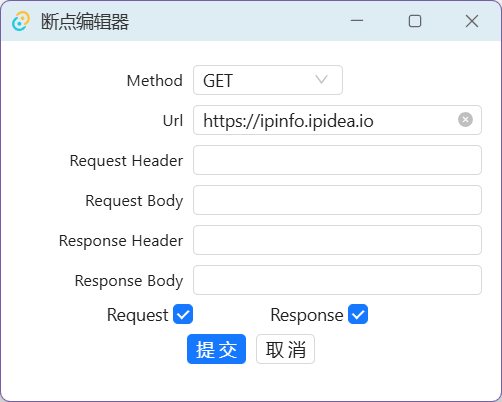 断点编辑器
Method GET
Url https://ipinfo.ipidea.io
Request Header
Request Body
Response Header
Response Body
Request Response
提交 取消